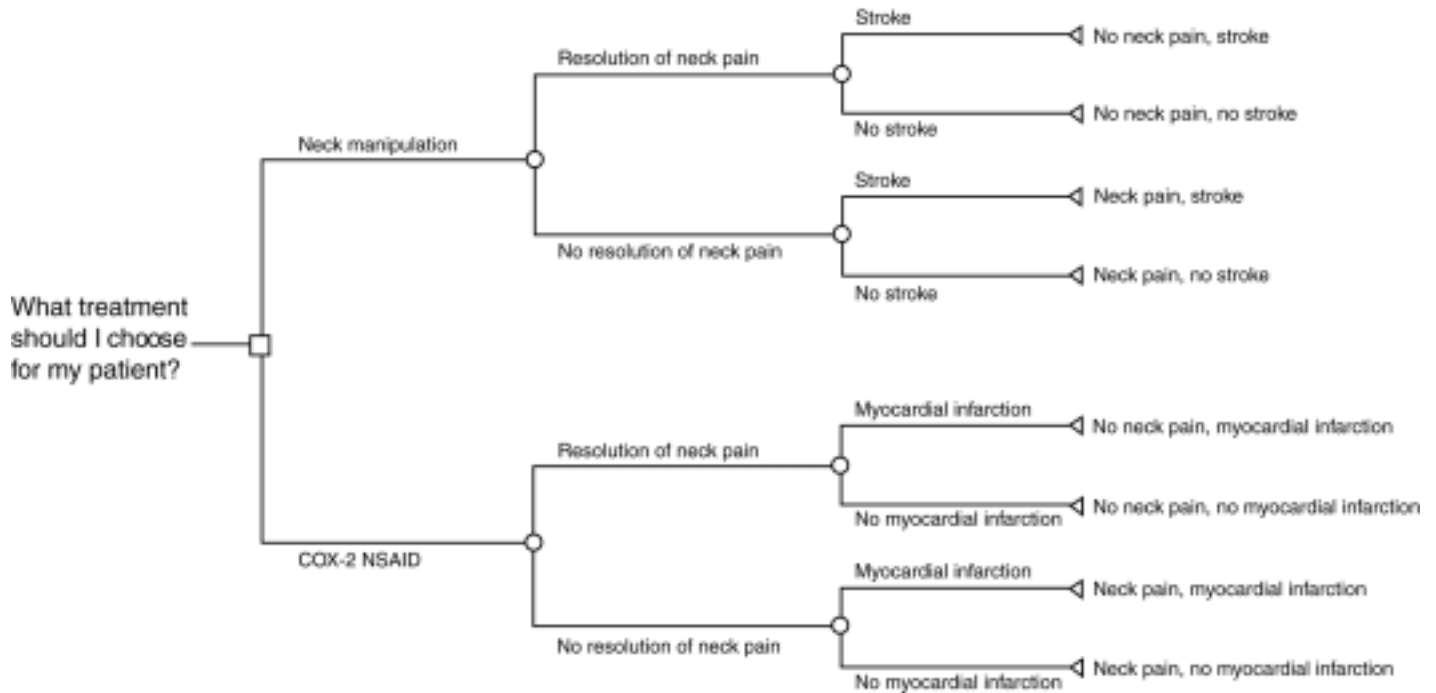 Stroke
No neck pain, stroke
Resolution of neck pain
No neck pain, no stroke
No stroke
Neck manipulation
Stroke
Neck pain, stroke
No resolution of neck pain
Neck pain, no stroke
No stroke
What treatment
should I choose
for my patient?
Myocardial infarction
No neck pain, myocardial infarction
Resolution of neck pain
No neck pain, no myocardial infarction
No myocardial infarction
COX-2 NSAID
Myocardial infarction
Neck pain, myocardial infarction
No resolution of neck pain
Neck pain, no myocardial infarction
No myocardial infarction